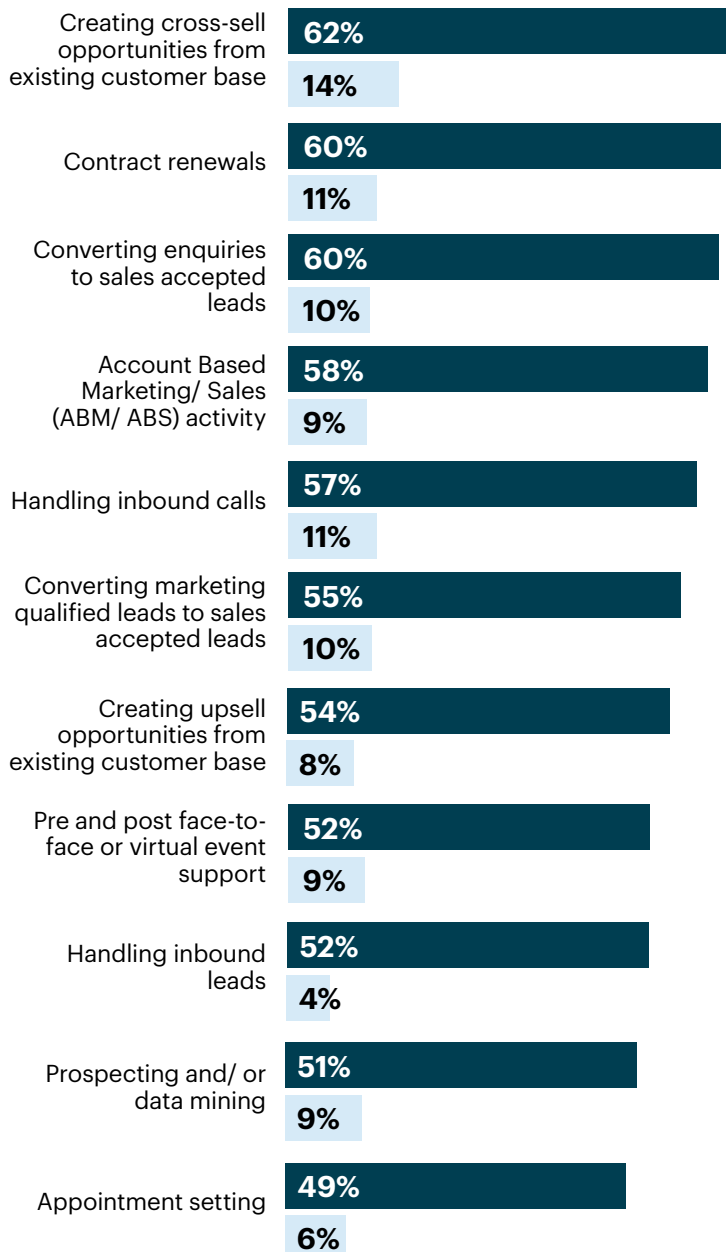 Creating cross-sell
opportunities from
existing customer base
62%
14%
Contract renewals
60%
11%
Converting enquiries
to sales accepted
leads
60%
10%
Account Based
Marketing/ Sales
(ABM/ ABS) activity
58%
9%
Handling inbound calls
57%
11%
Converting marketing
qualified leads to sales
accepted leads
55%
10%
Creating upsell
opportunities from
existing customer base
54%
8%
Pre and post face-to-
face or virtual event
support
52%
9%
Handling inbound
leads
52%
4%
Prospecting and/ or
data mining
51%
9%
Appointment setting
49%
6%